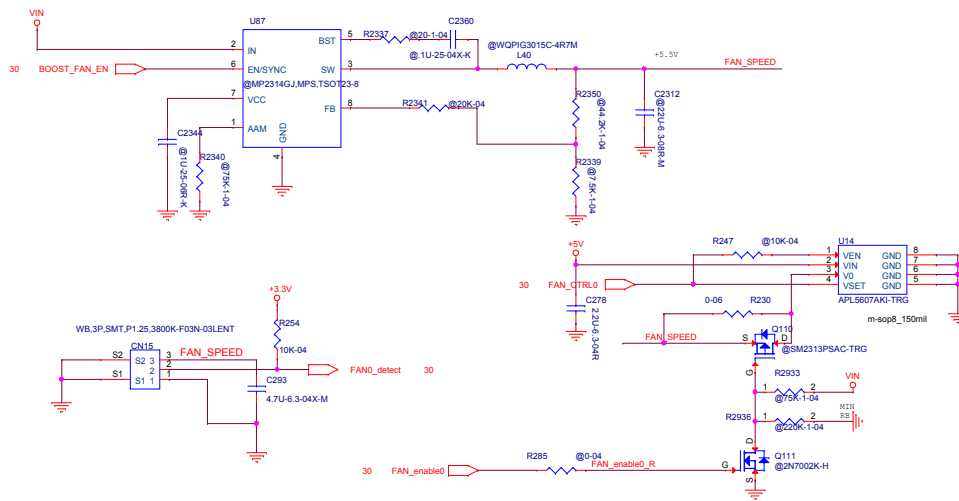 VIN
U87
2 IN
30 BOOST_FAN_EN
6 EN/SYNC
@MP2314GJ,MPS,TSOT23-8
7 VCC
1 AAM
GND
4
BST 5
SW 3
FB 8
R2337 @20-1-04
C2360
@.1U-25-04X-K
@WQPIG3015C-4R7M
L40
+5.5V
FAN_SPEED
R2341 @20K-04
R2350
@44.2K-1-04
C2312
@22U-6.3-08R-M
R2339
@7.5K-1-04
C2344
@1U-25-06R-K
R2340
@75K-1-04
+5V
R247 @10K-04
U14
1 VEN GND 8
2 VIN GND 7
3 V0 GND 6
4 VSET GND 5
APL5607AKI-TRG
m-sop8_150mil
30 FAN_CTRL0
C278
2.2U-6.3-04R
0-06 R230
FAN_SPEED
Q110
S D
G
@SM2313PSAC-TRG
+3.3V
R254
10K-04
WB,3P,SMT,P1.25,3800K-F03N-03LENT
CN15
FAN_SPEED
S2 S2 3 3
2 2
S1 S1 1 1
FAN0_detect 30
C293
4.7U-6.3-04X-M
R2933
1 2
@75K-1-04
VIN
R2936
1 2
@220K-1-04
MIN
RB
30 FAN_enable0
R285
@0-04
FAN_enable0_R
D
G
S
Q111
@2N7002K-H